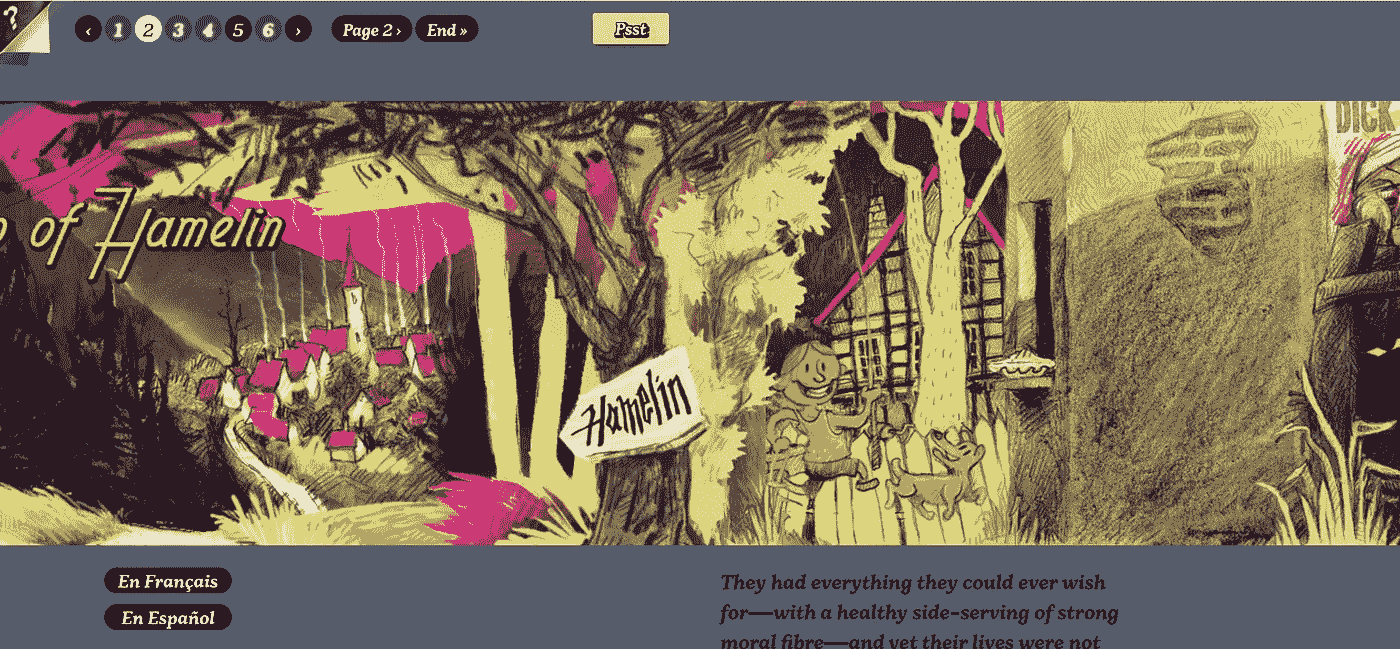 ?
‹ 1 2 3 4 5 6 › Page 2 › End »
Psst
DICK
of Hamelin
Hamelin
En Français
En Español
They had everything they could ever wish
for—with a healthy side-serving of strong
moral fibre—and yet their lives were not